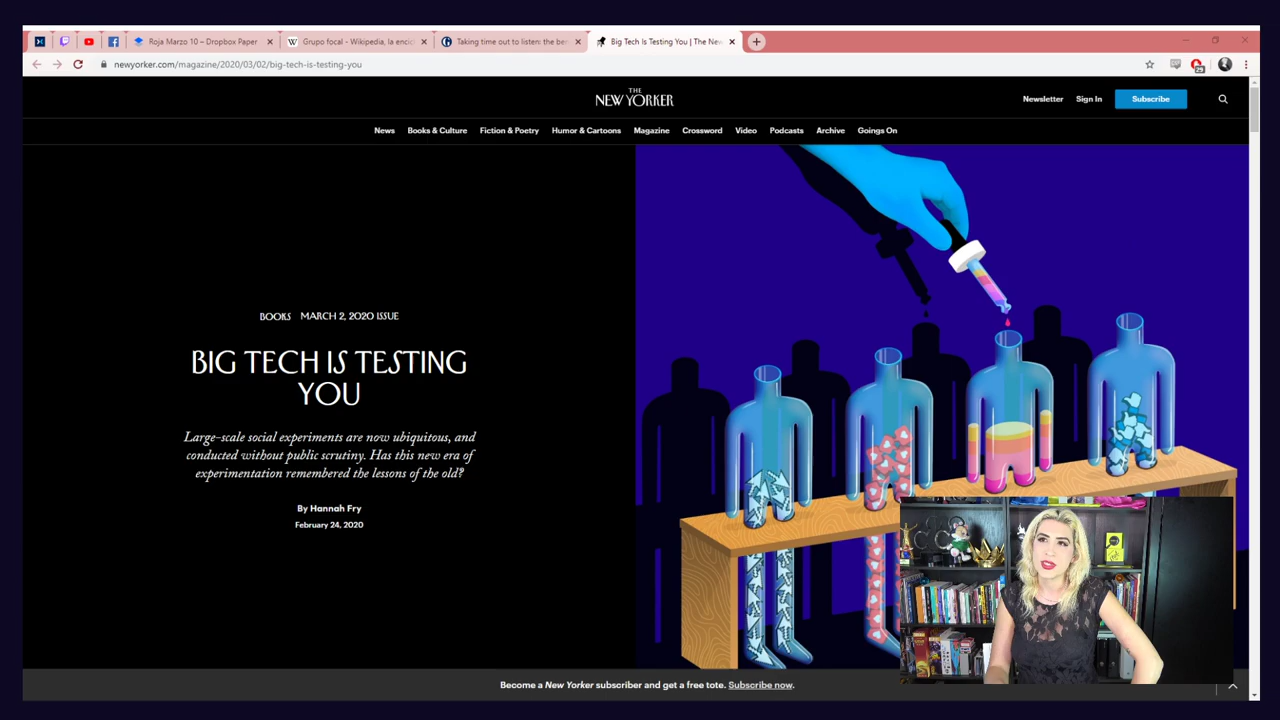 Roja Marzo 10 – Dropbox Paper
Grupo focal - Wikipedia, la encic
Taking time out to listen: the be
Big Tech Is Testing You | The New
newyorker.com/magazine/2020/03/02/big-tech-is-testing-you
THE
NEW YORKER
Newsletter Sign In Subscribe
News Books & Culture Fiction & Poetry Humor & Cartoons Magazine Crossword Video Podcasts Archive Goings On
BOOKS MARCH 2, 2020 ISSUE
BIG TECH IS TESTING
YOU
Large-scale social experiments are now ubiquitous, and
conducted without public scrutiny. Has this new era of
experimentation remembered the lessons of the old?
By Hannah Fry
February 24, 2020
Become a New Yorker subscriber and get a free tote. Subscribe now.